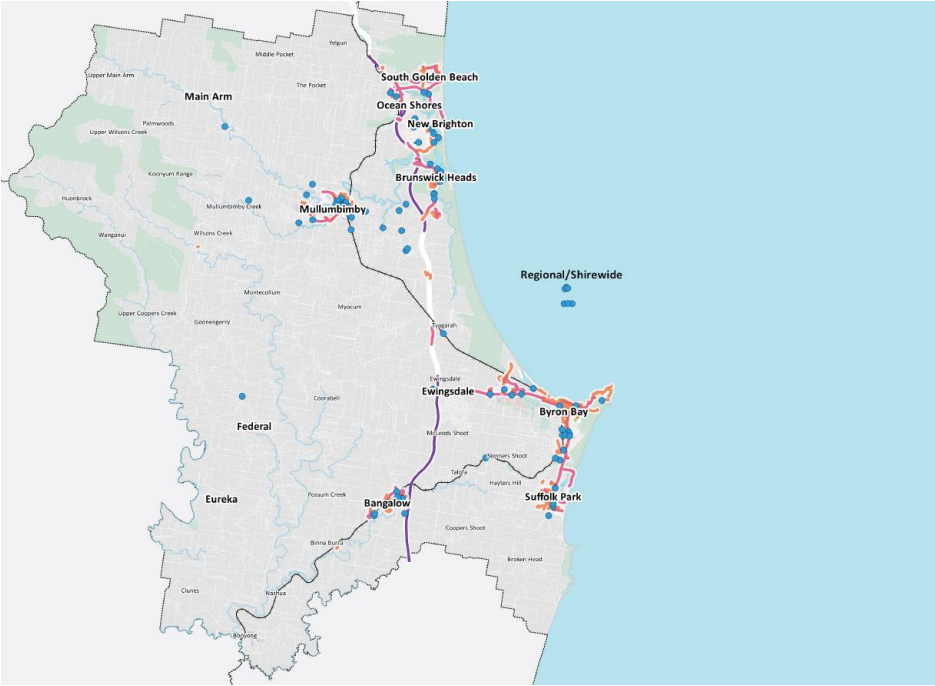 Yelgun
Middle Pocket
South Golden Beach
Upper Main Arm
The Pocket
Main Arm
Ocean Shores
Palmwoods
New Brighton
Upper Wilsons Creek
Koonyum Range
Brunswick Heads
Huonbrook
Mullumbimby Creek
Mullumbimby
Wilsons Creek
Wanganui
Regional/Shirewide
Montecollum
Myocum
Upper Coopers Creek
Goonengerry
Tyagarah
Ewingsdale
Ewingsdale
Coorabell
Byron Bay
Federal
McLeods Shoot
Skinners Shoot
Talofa
Hayters Hill
Eureka
Possum Creek
Suffolk Park
Bangalow
Coopers Shoot
Binna Burra
Broken Head
Clunes
Nashua
Booyong